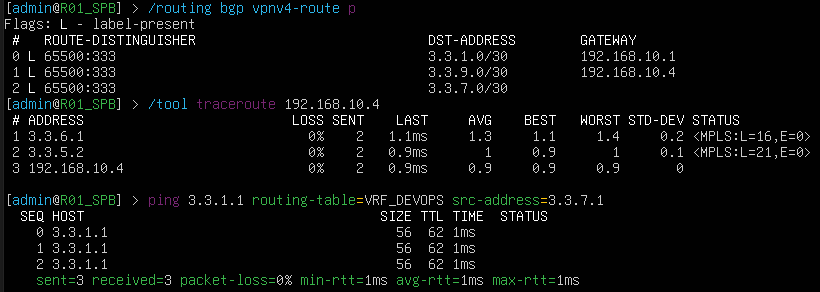 [admin@R01_SPB] > /routing bgp vpnv4-route p
Flags: L - label-present
# ROUTE-DISTINGUISHER DST-ADDRESS GATEWAY
0 L 65500:333 3.3.1.0/30 192.168.10.1
1 L 65500:333 3.3.9.0/30 192.168.10.4
2 L 65500:333 3.3.7.0/30
[admin@R01_SPB] > /tool traceroute 192.168.10.4
# ADDRESS LOSS SENT LAST AVG BEST WORST STD-DEV STATUS
1 3.3.6.1 0% 2 1.1ms 1.3 1.1 1.4 0.2 <MPLS:L=16,E=0>
2 3.3.5.2 0% 2 0.9ms 1 0.9 1 0.1 <MPLS:L=21,E=0>
3 192.168.10.4 0% 2 0.9ms 0.9 0.9 0.9 0
[admin@R01_SPB] > ping 3.3.1.1 routing-table=VRF_DEVOPS src-address=3.3.7.1
SEQ HOST SIZE TTL TIME STATUS
0 3.3.1.1 56 62 1ms
1 3.3.1.1 56 62 1ms
2 3.3.1.1 56 62 1ms
sent=3 received=3 packet-loss=0% min-rtt=1ms avg-rtt=1ms max-rtt=1ms